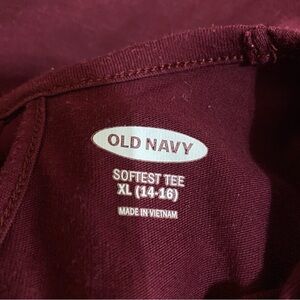 OLD NAVY
SOFTEST TEE
XL (14-16)
MADE IN VIETNAM